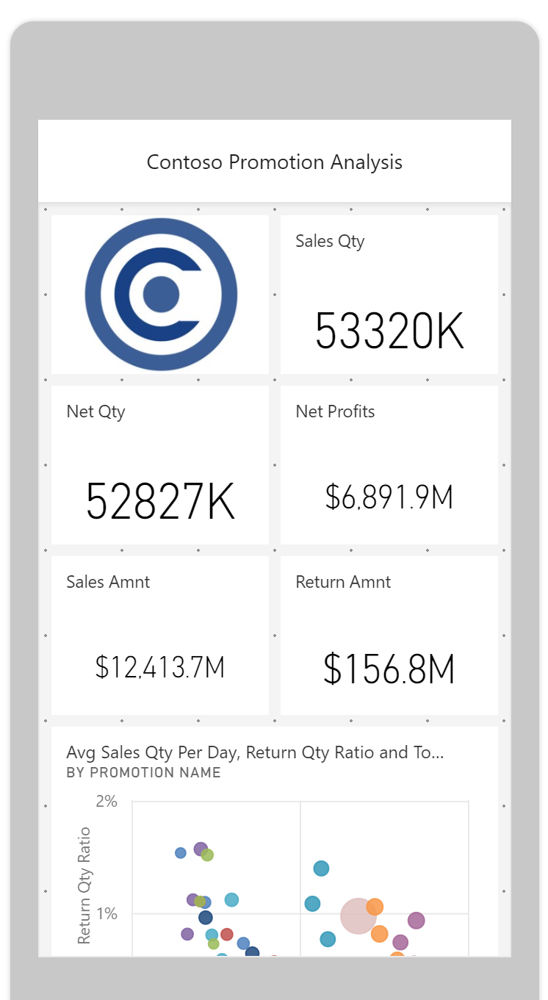 Contoso Promotion Analysis
Sales Qty
53320K
Net Qty
52827K
Net Profits
$6,891.9M
Sales Amnt
$12,413.7M
Return Amnt
$156.8M
Avg Sales Qty Per Day, Return Qty Ratio and To...
BY PROMOTION NAME
2%
Return Qty Ratio
1%